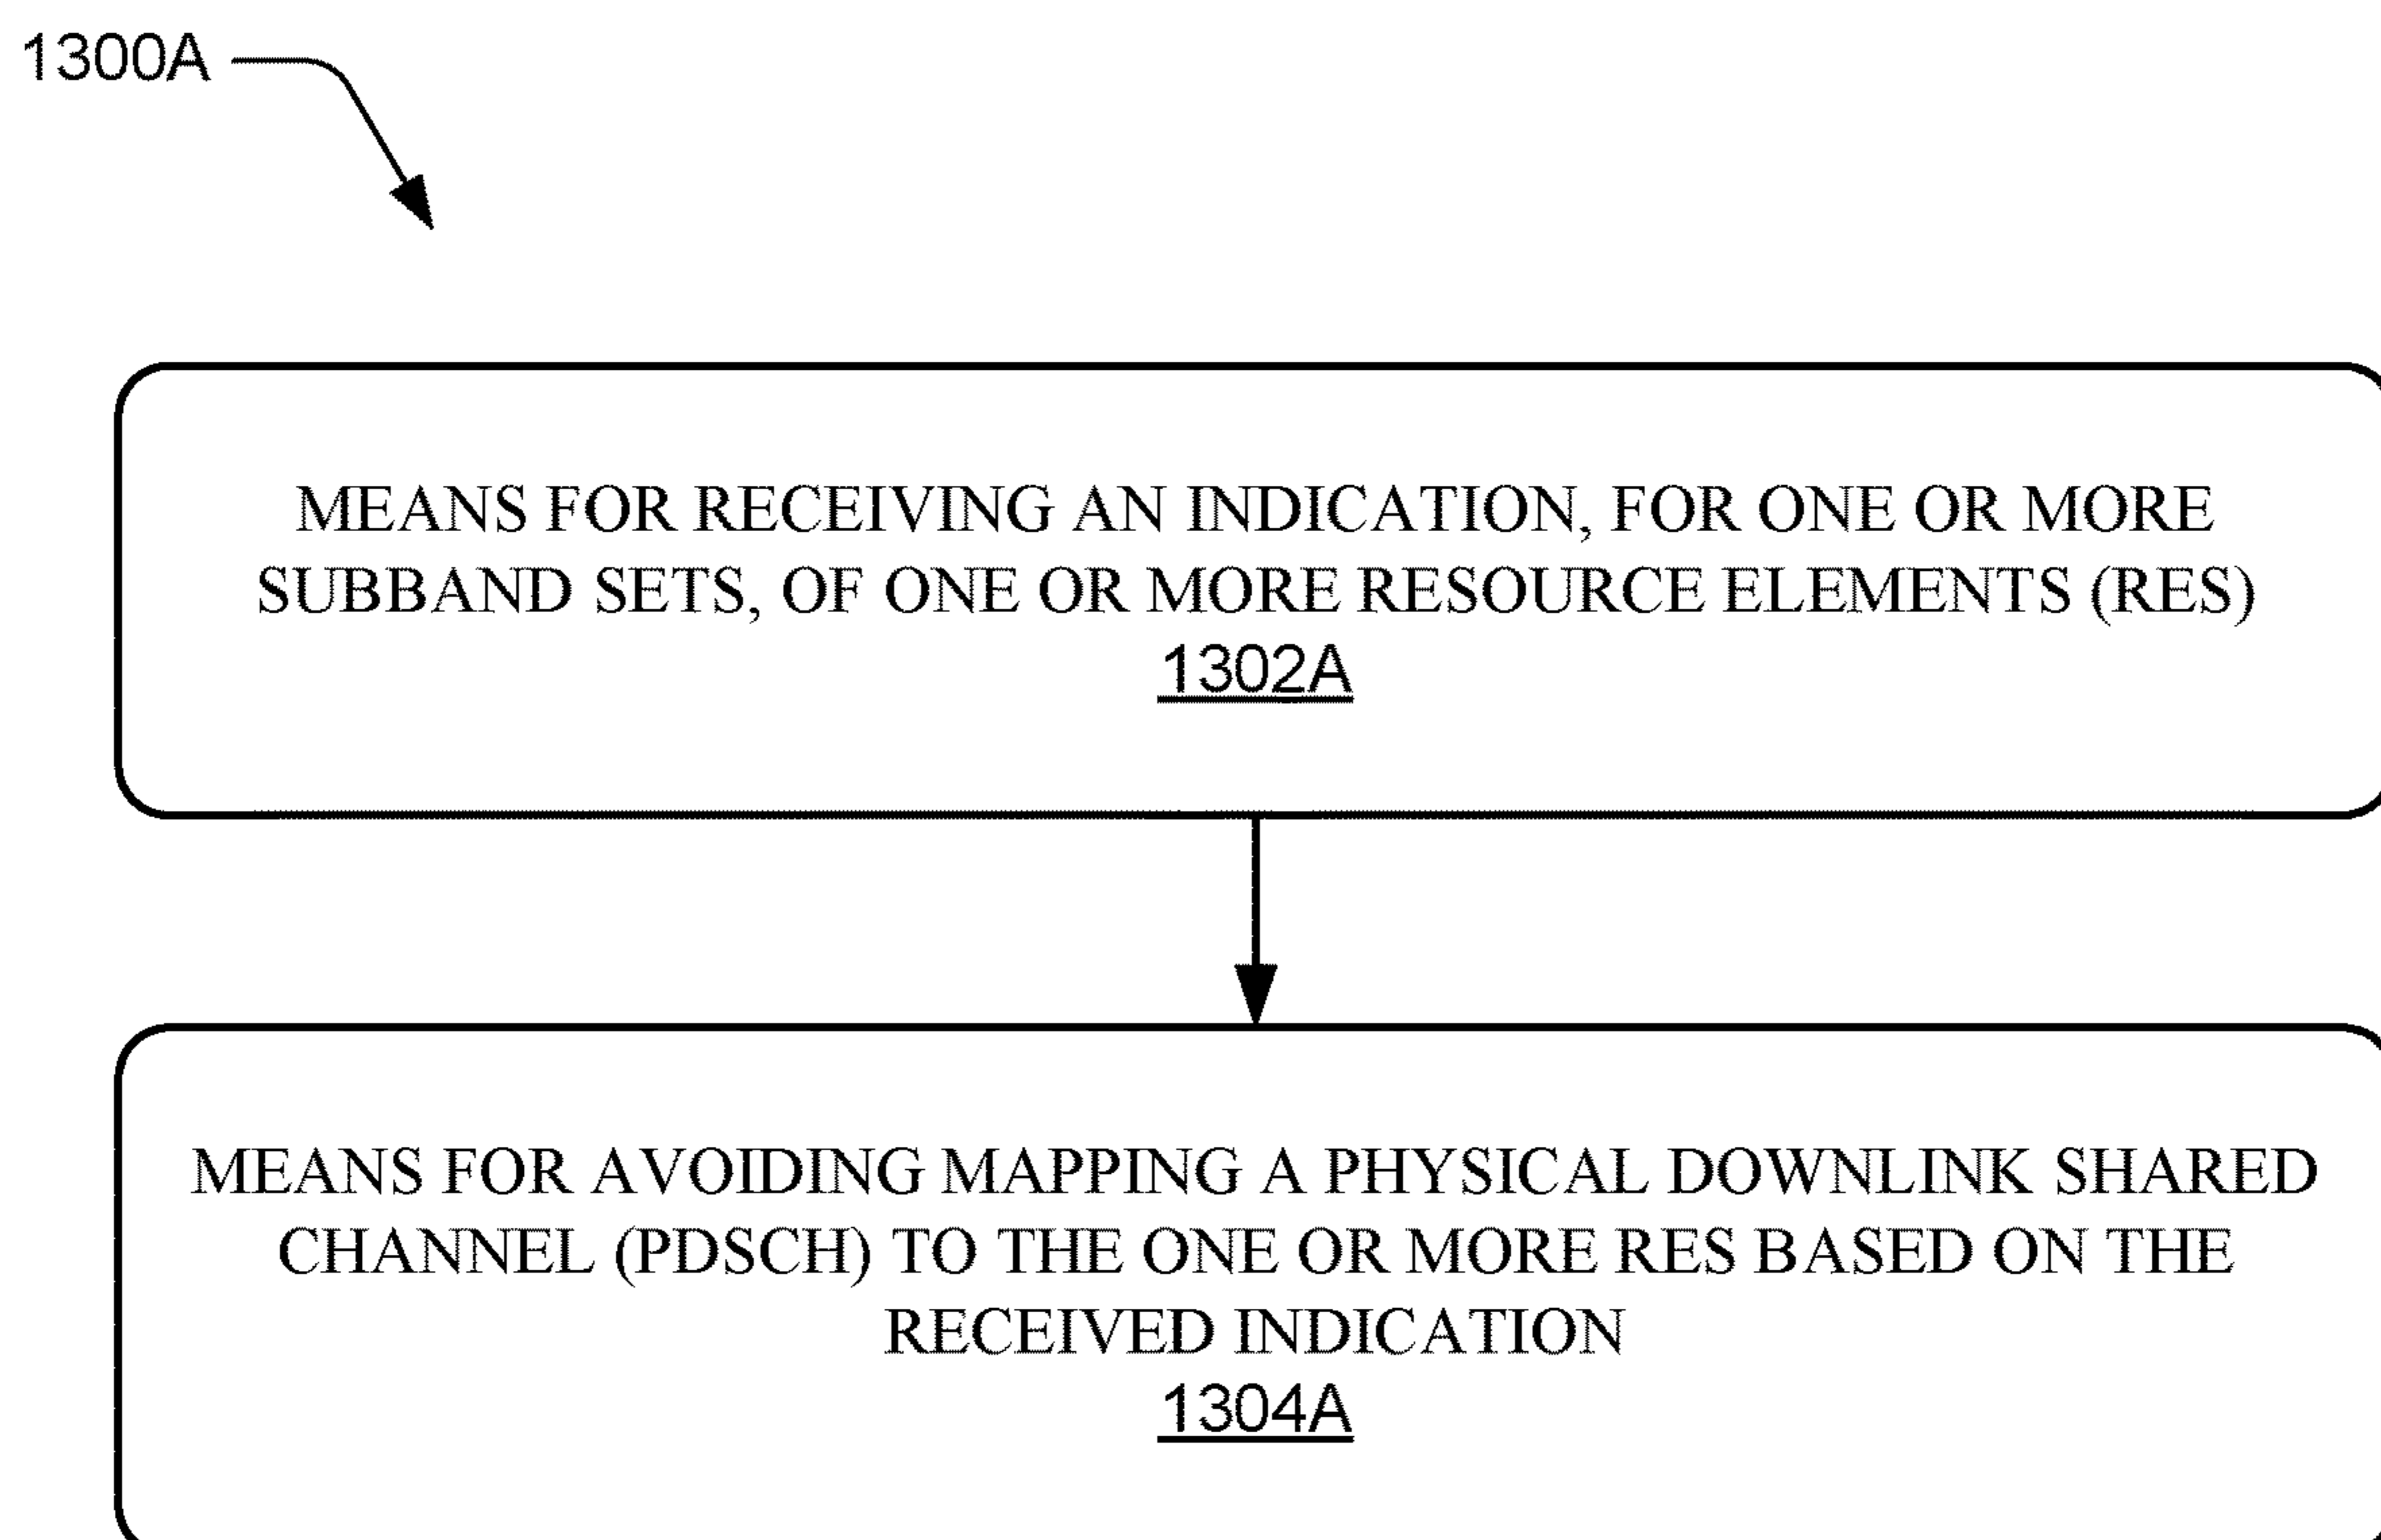 1300A
MEANS FOR RECEIVING AN INDICATION, FOR ONE OR MORE
SUBBAND SETS, OF ONE OR MORE RESOURCE ELEMENTS (RES)
1302A
MEANS FOR AVOIDING MAPPING A PHYSICAL DOWNLINK SHARED
CHANNEL (PDSCH) TO THE ONE OR MORE RES BASED ON THE
RECEIVED INDICATION
1304A